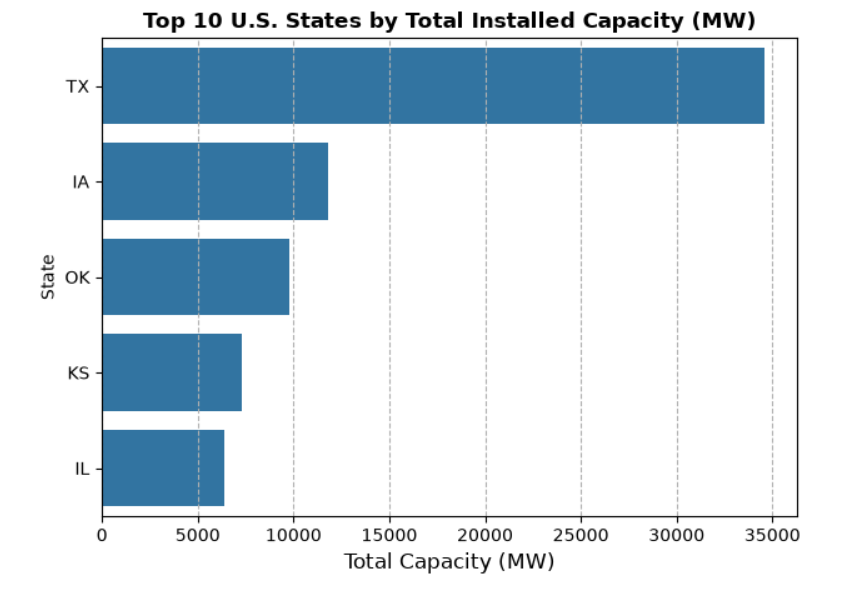 Top 10 U.S. States by Total Installed Capacity (MW)
State
TX
IA
OK
KS
IL
0 5000 10000 15000 20000 25000 30000 35000
Total Capacity (MW)